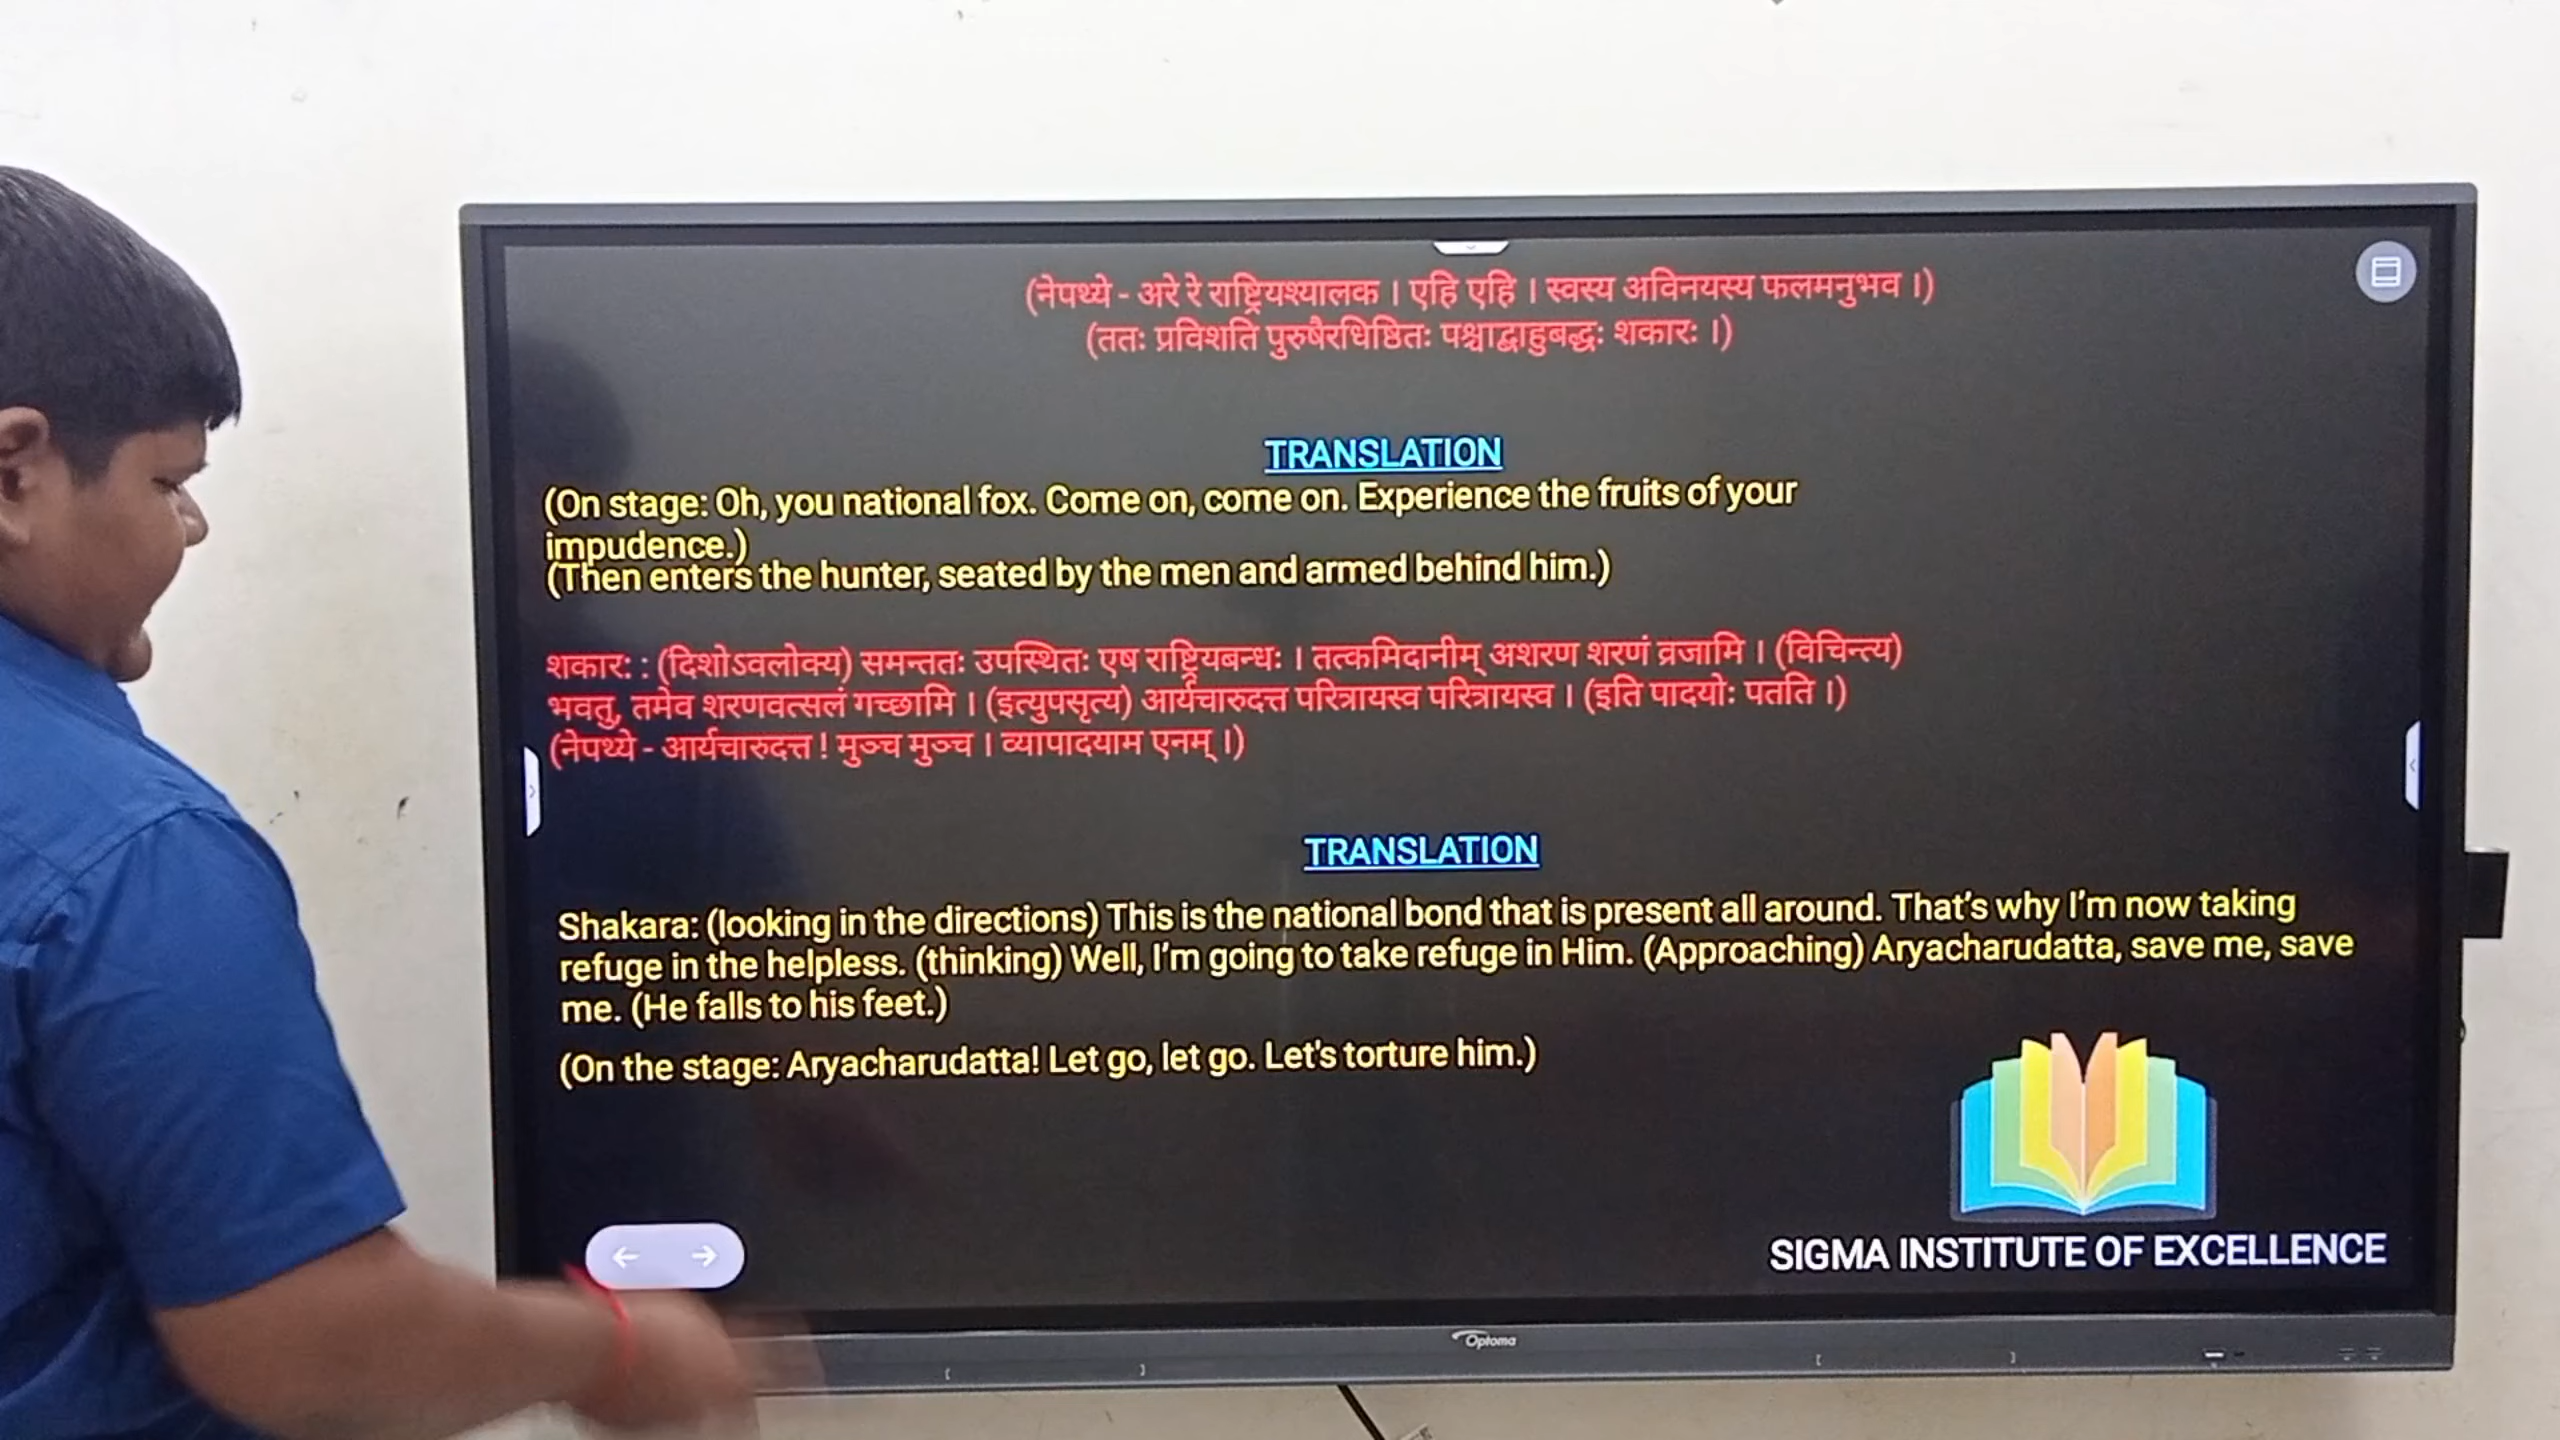 (नेपथ्ये - अरे रे राष्ट्रियश्यालक । एहि एहि । स्वस्य अविनयस्य फलमनुभव ।)
(ततः प्रविशति पुरुषैरधिष्ठितः पश्चाद्बाहुबद्धः शकारः ।)
TRANSLATION
(On stage: Oh, you national fox. Come on, come on. Experience the fruits of your
impudence.)
(Then enters the hunter, seated by the men and armed behind him.)
शकारः : (दिशोऽवलोक्य) समन्ततः उपस्थितः एष राष्ट्रियबन्धः । तत्कमिदानीम् अशरण शरणं व्रजामि । (विचिन्त्य)
भवतु, तमेव शरणवत्सलं गच्छामि । (इत्युपसृत्य) आर्यचारुदत्त परित्रायस्व परित्रायस्व । (इति पादयोः पतति ।)
(नेपथ्ये - आर्यचारुदत्त ! मुञ्च मुञ्च । व्यापादयाम एनम् ।)
TRANSLATION
Shakara: (looking in the directions) This is the national bond that is present all around. That's why I'm now taking
refuge in the helpless. (thinking) Well, I'm going to take refuge in Him. (Approaching) Aryacharudatta, save me, save
me. (He falls to his feet.)
(On the stage: Aryacharudatta! Let go, let go. Let's torture him.)
SIGMA INSTITUTE OF EXCELLENCE
Optoma